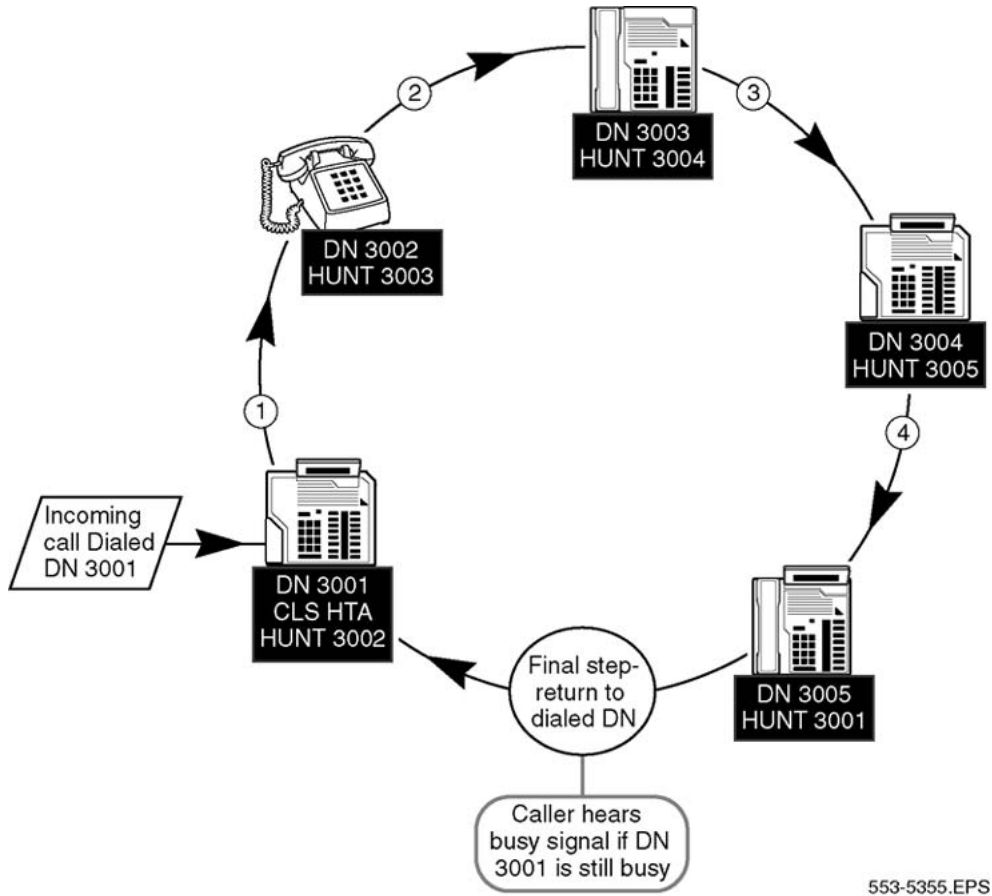 Incoming
call Dialed
DN 3001
DN 3001
CLS HTA
HUNT 3002
1
DN 3002
HUNT 3003
2
DN 3003
HUNT 3004
3
DN 3004
HUNT 3005
4
DN 3005
HUNT 3001
Final step-
return to
dialed DN
Caller hears
busy signal if DN
3001 is still busy
553-5355.EPS